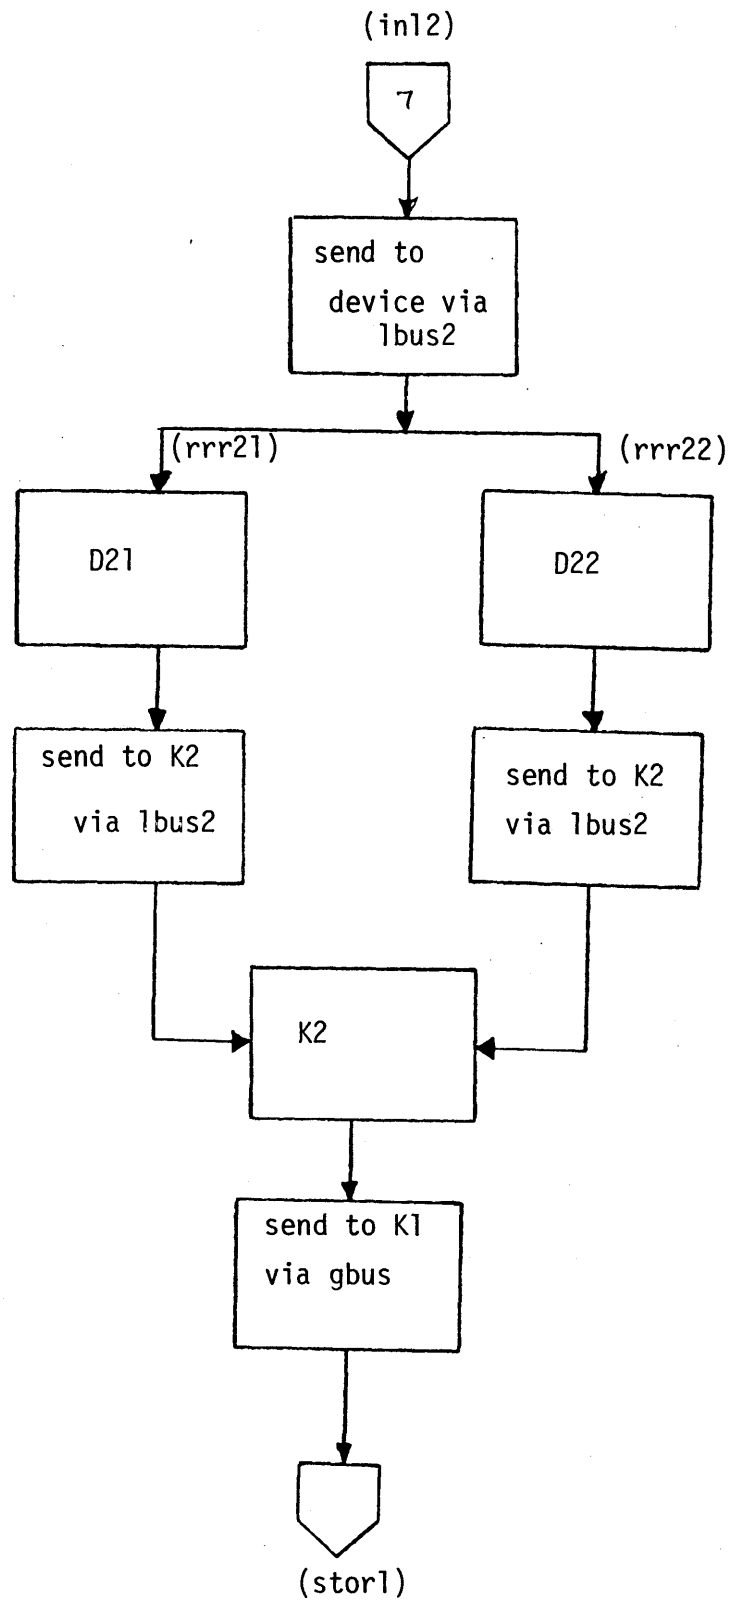 (inl2)
7
send to
device via
lbus2
(rrr21)
(rrr22)
D21
D22
send to K2
via lbus2
send to K2
via lbus2
K2
send to K1
via gbus
(stor1)